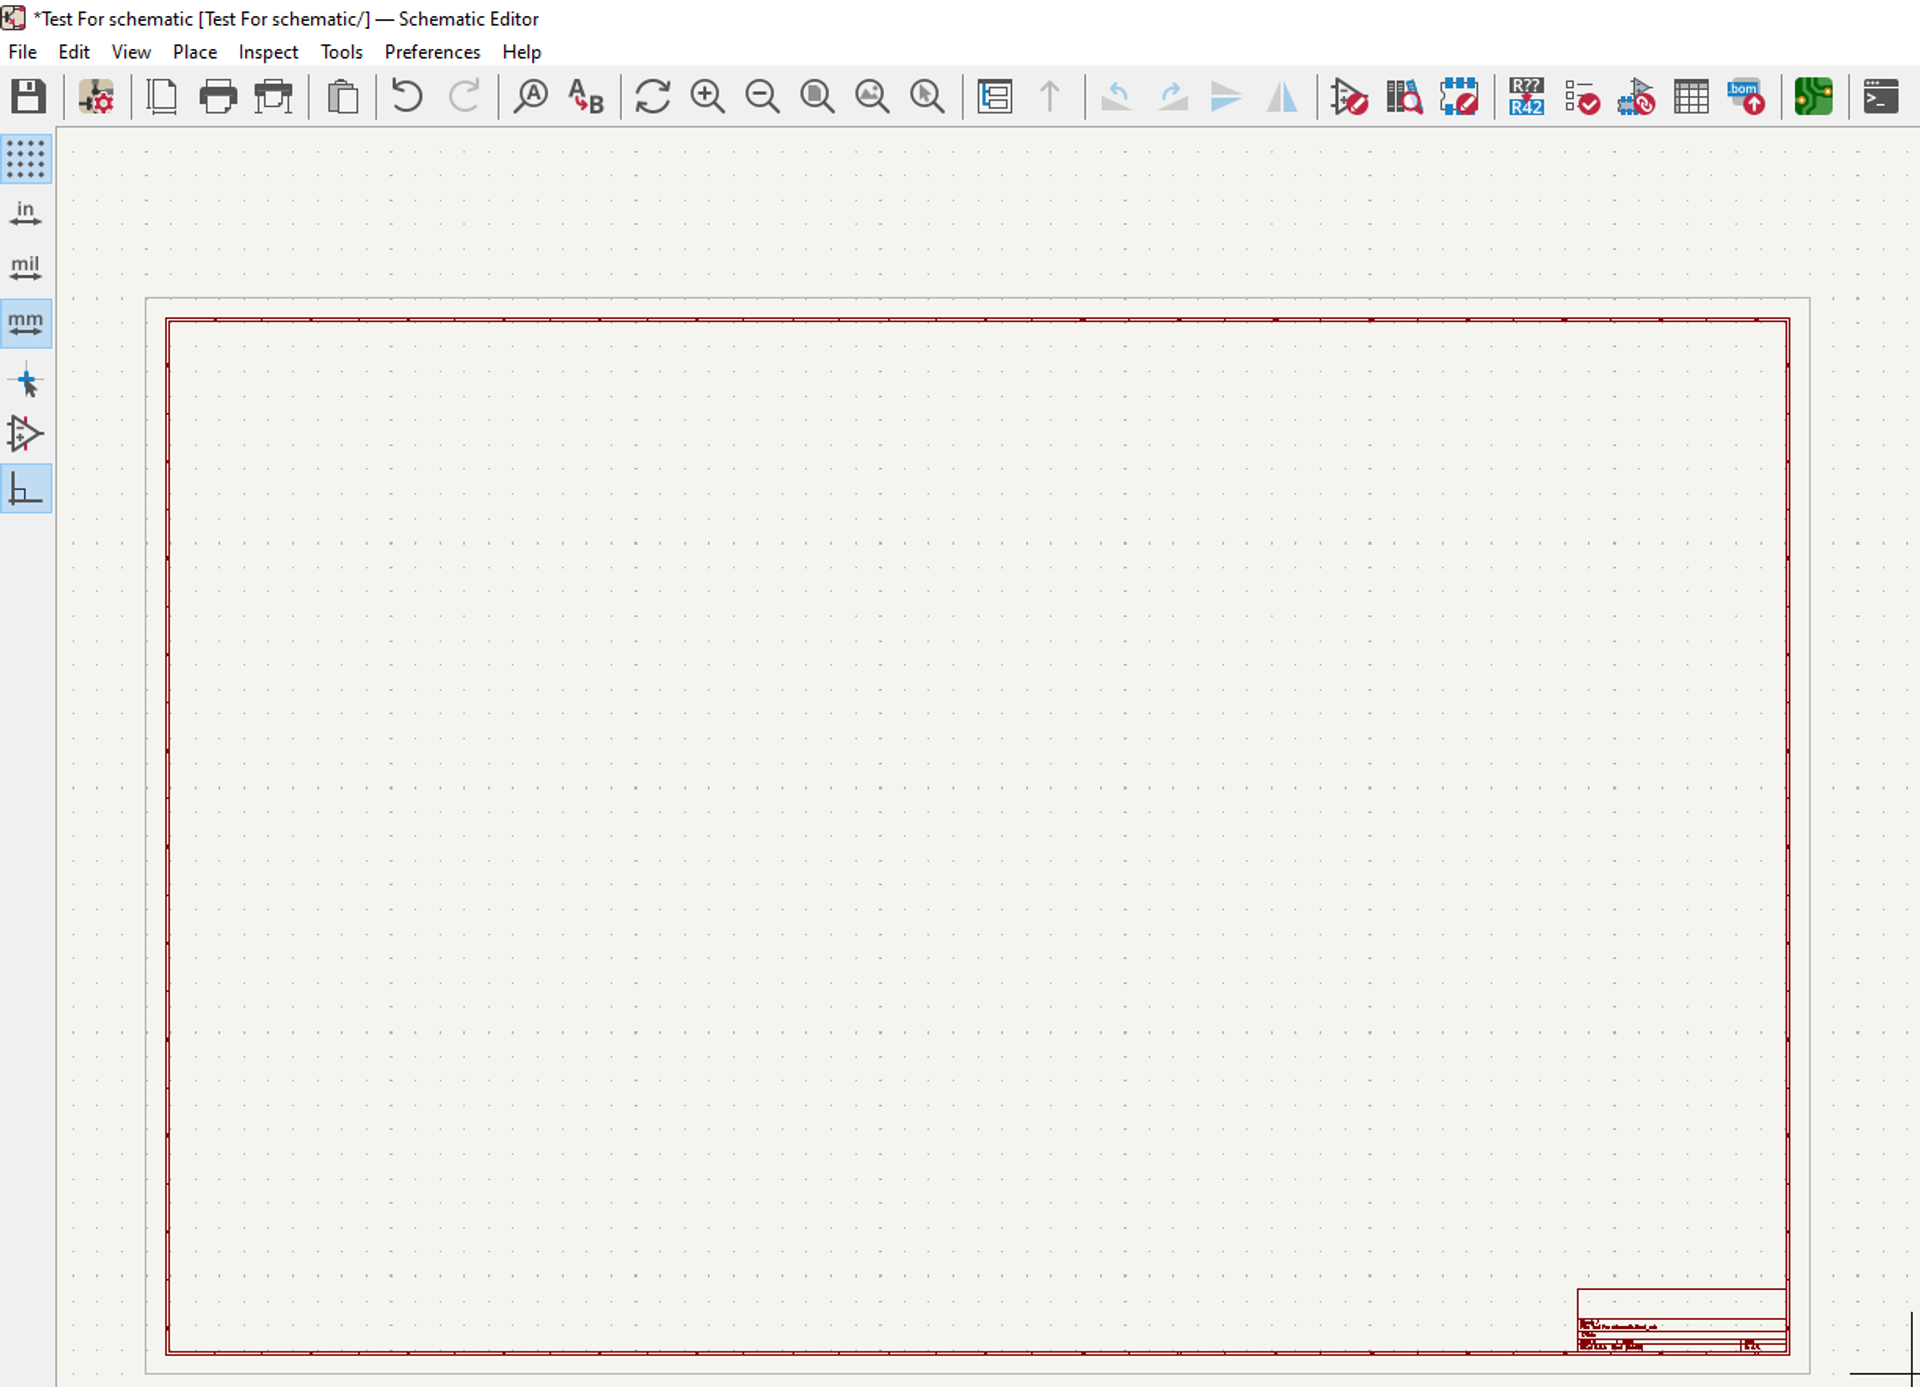 *Test For schematic [Test For schematic/] — Schematic Editor
File Edit View Place Inspect Tools Preferences Help
A A B A R?? R42 .bom >_
in
mil
mm